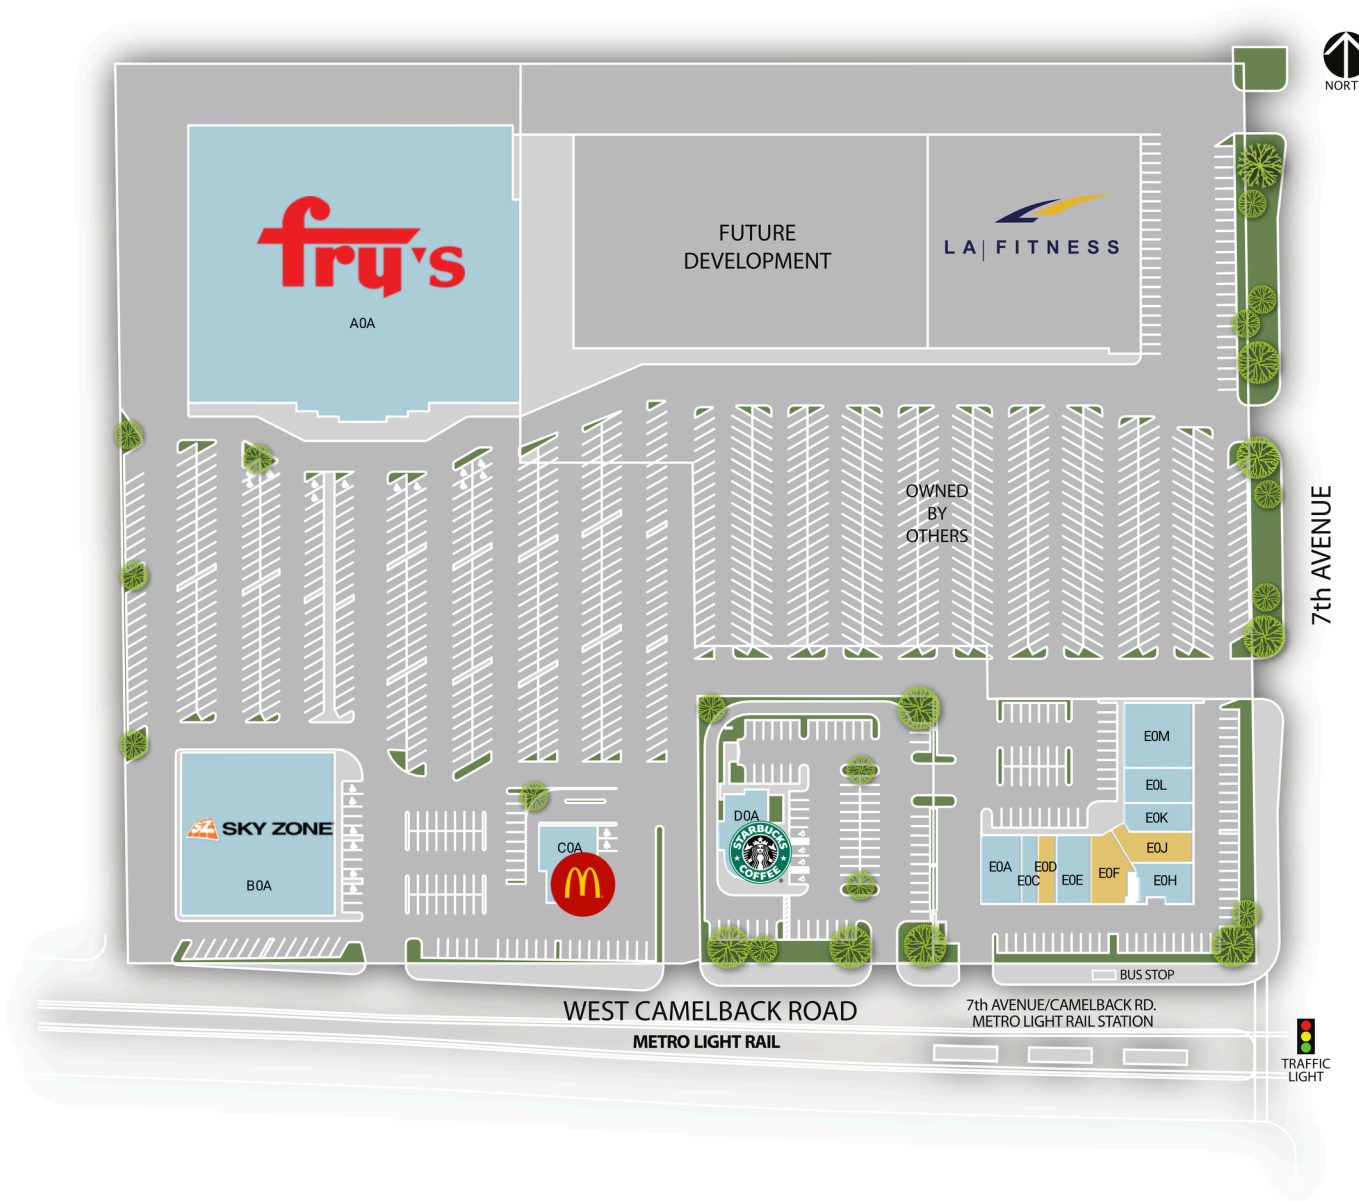 NORT
fry's
A0A
FUTURE
DEVELOPMENT
LA|FITNESS
OWNED
BY
OTHERS
7th AVENUE
E0M
E0L
E0K
E0J
E0A
E0C
E0D
E0E
E0F
E0H
SZ SKY ZONE
B0A
C0A
D0A
STARBUCKS
COFFEE
BUS STOP
WEST CAMELBACK ROAD
METRO LIGHT RAIL
7th AVENUE/CAMELBACK RD.
METRO LIGHT RAIL STATION
TRAFFIC
LIGHT